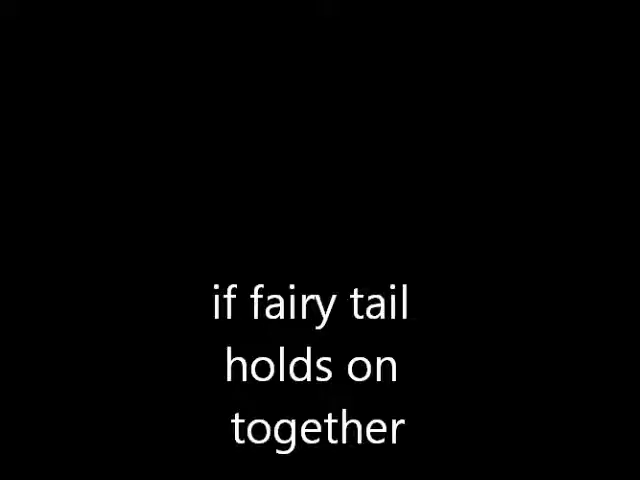 if fairy tail
holds on
together